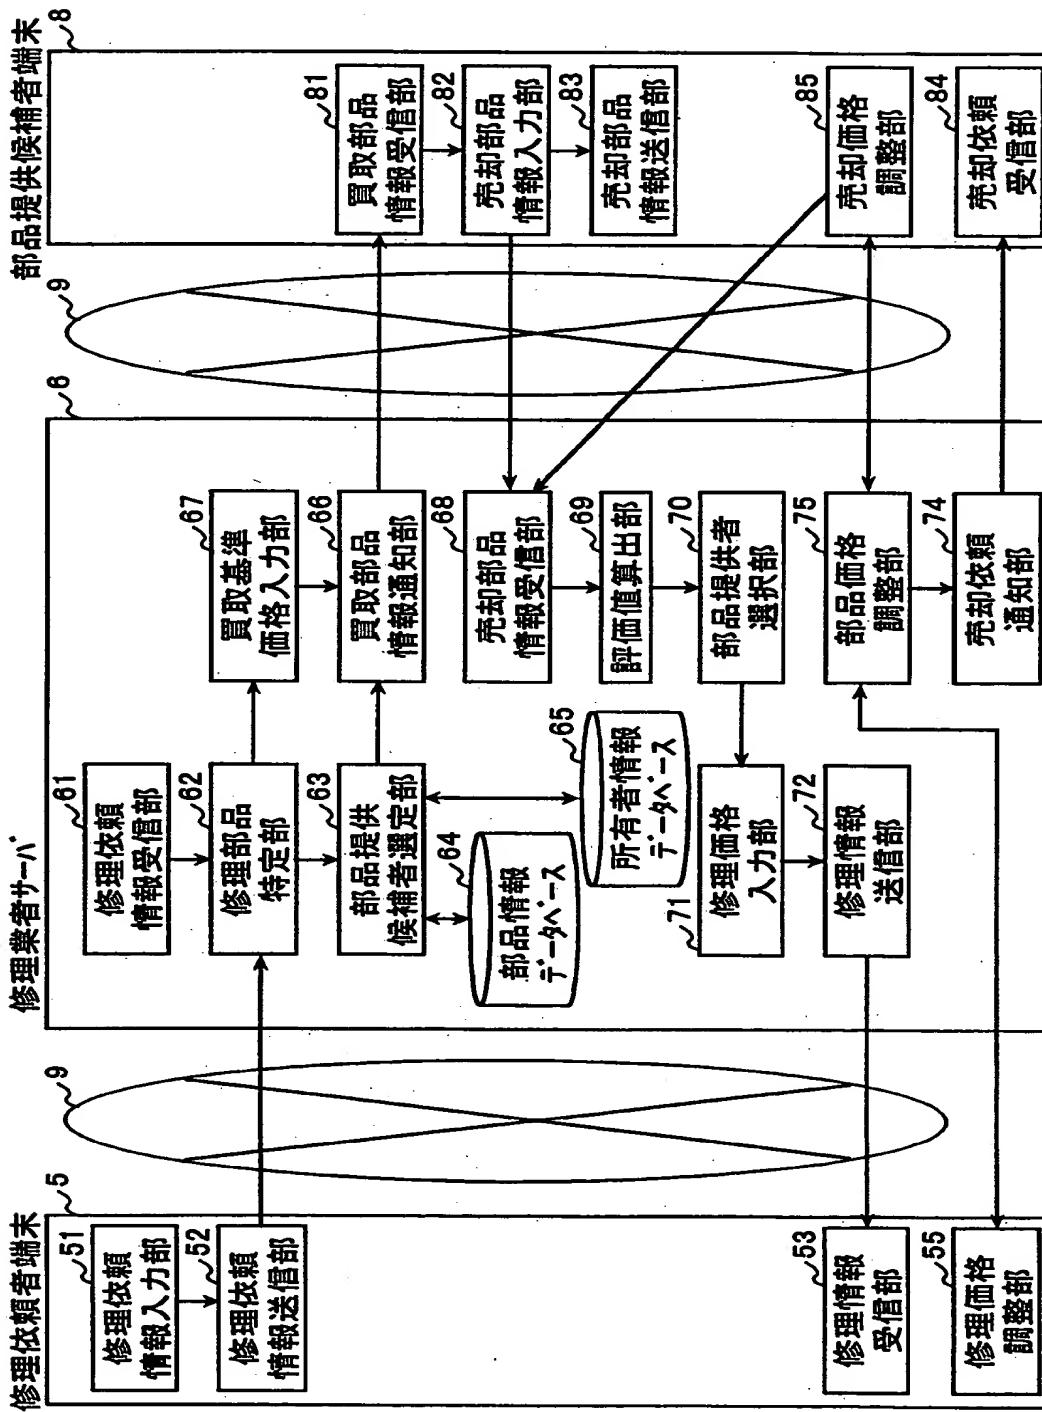 修理依頼者端末
5
51
修理依頼
情報入力部
52
修理依頼
情報送信部
53
修理情報
受信部
55
修理価格
調整部
9
修理業者サーバ
6
61
修理依頼
情報受信部
62
修理部品
特定部
63
部品提供
候補者選定部
64
部品情報
データベース
65
所有者情報
データベース
67
買取基準
価格入力部
66
買取部品
情報通知部
68
売却部品
情報受信部
69
評価値算出部
70
部品提供者
選択部
71
修理価格
入力部
72
修理情報
送信部
75
部品価格
調整部
74
売却依頼
通知部
9
部品提供候補者端末
8
81
買取部品
情報受信部
82
売却部品
情報入力部
83
売却部品
情報送信部
85
売却価格
調整部
84
売却依頼
受信部